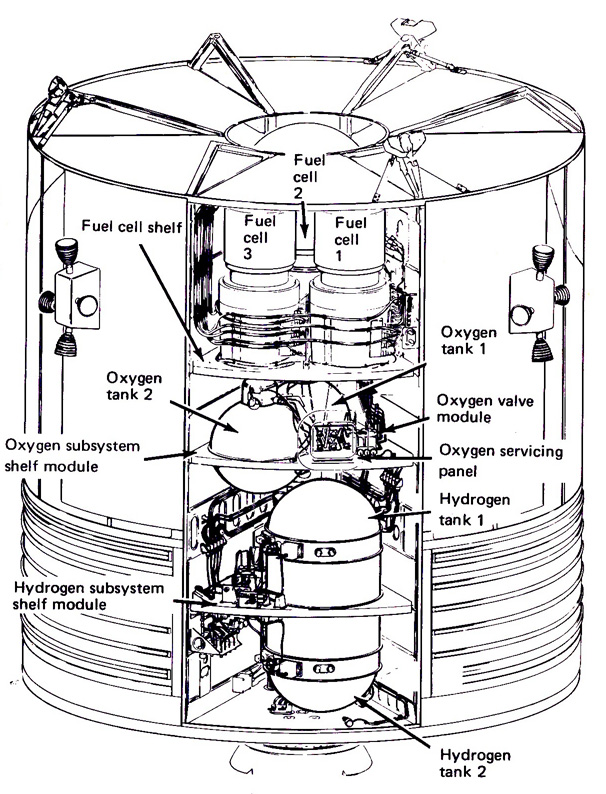 Fuel
cell
2
Fuel
cell
3
Fuel
cell
1
Fuel cell shelf
Oxygen
tank 1
Oxygen
tank 2
Oxygen valve
module
Oxygen subsystem
shelf module
Oxygen servicing
panel
Hydrogen
tank 1
Hydrogen subsystem
shelf module
Hydrogen
tank 2